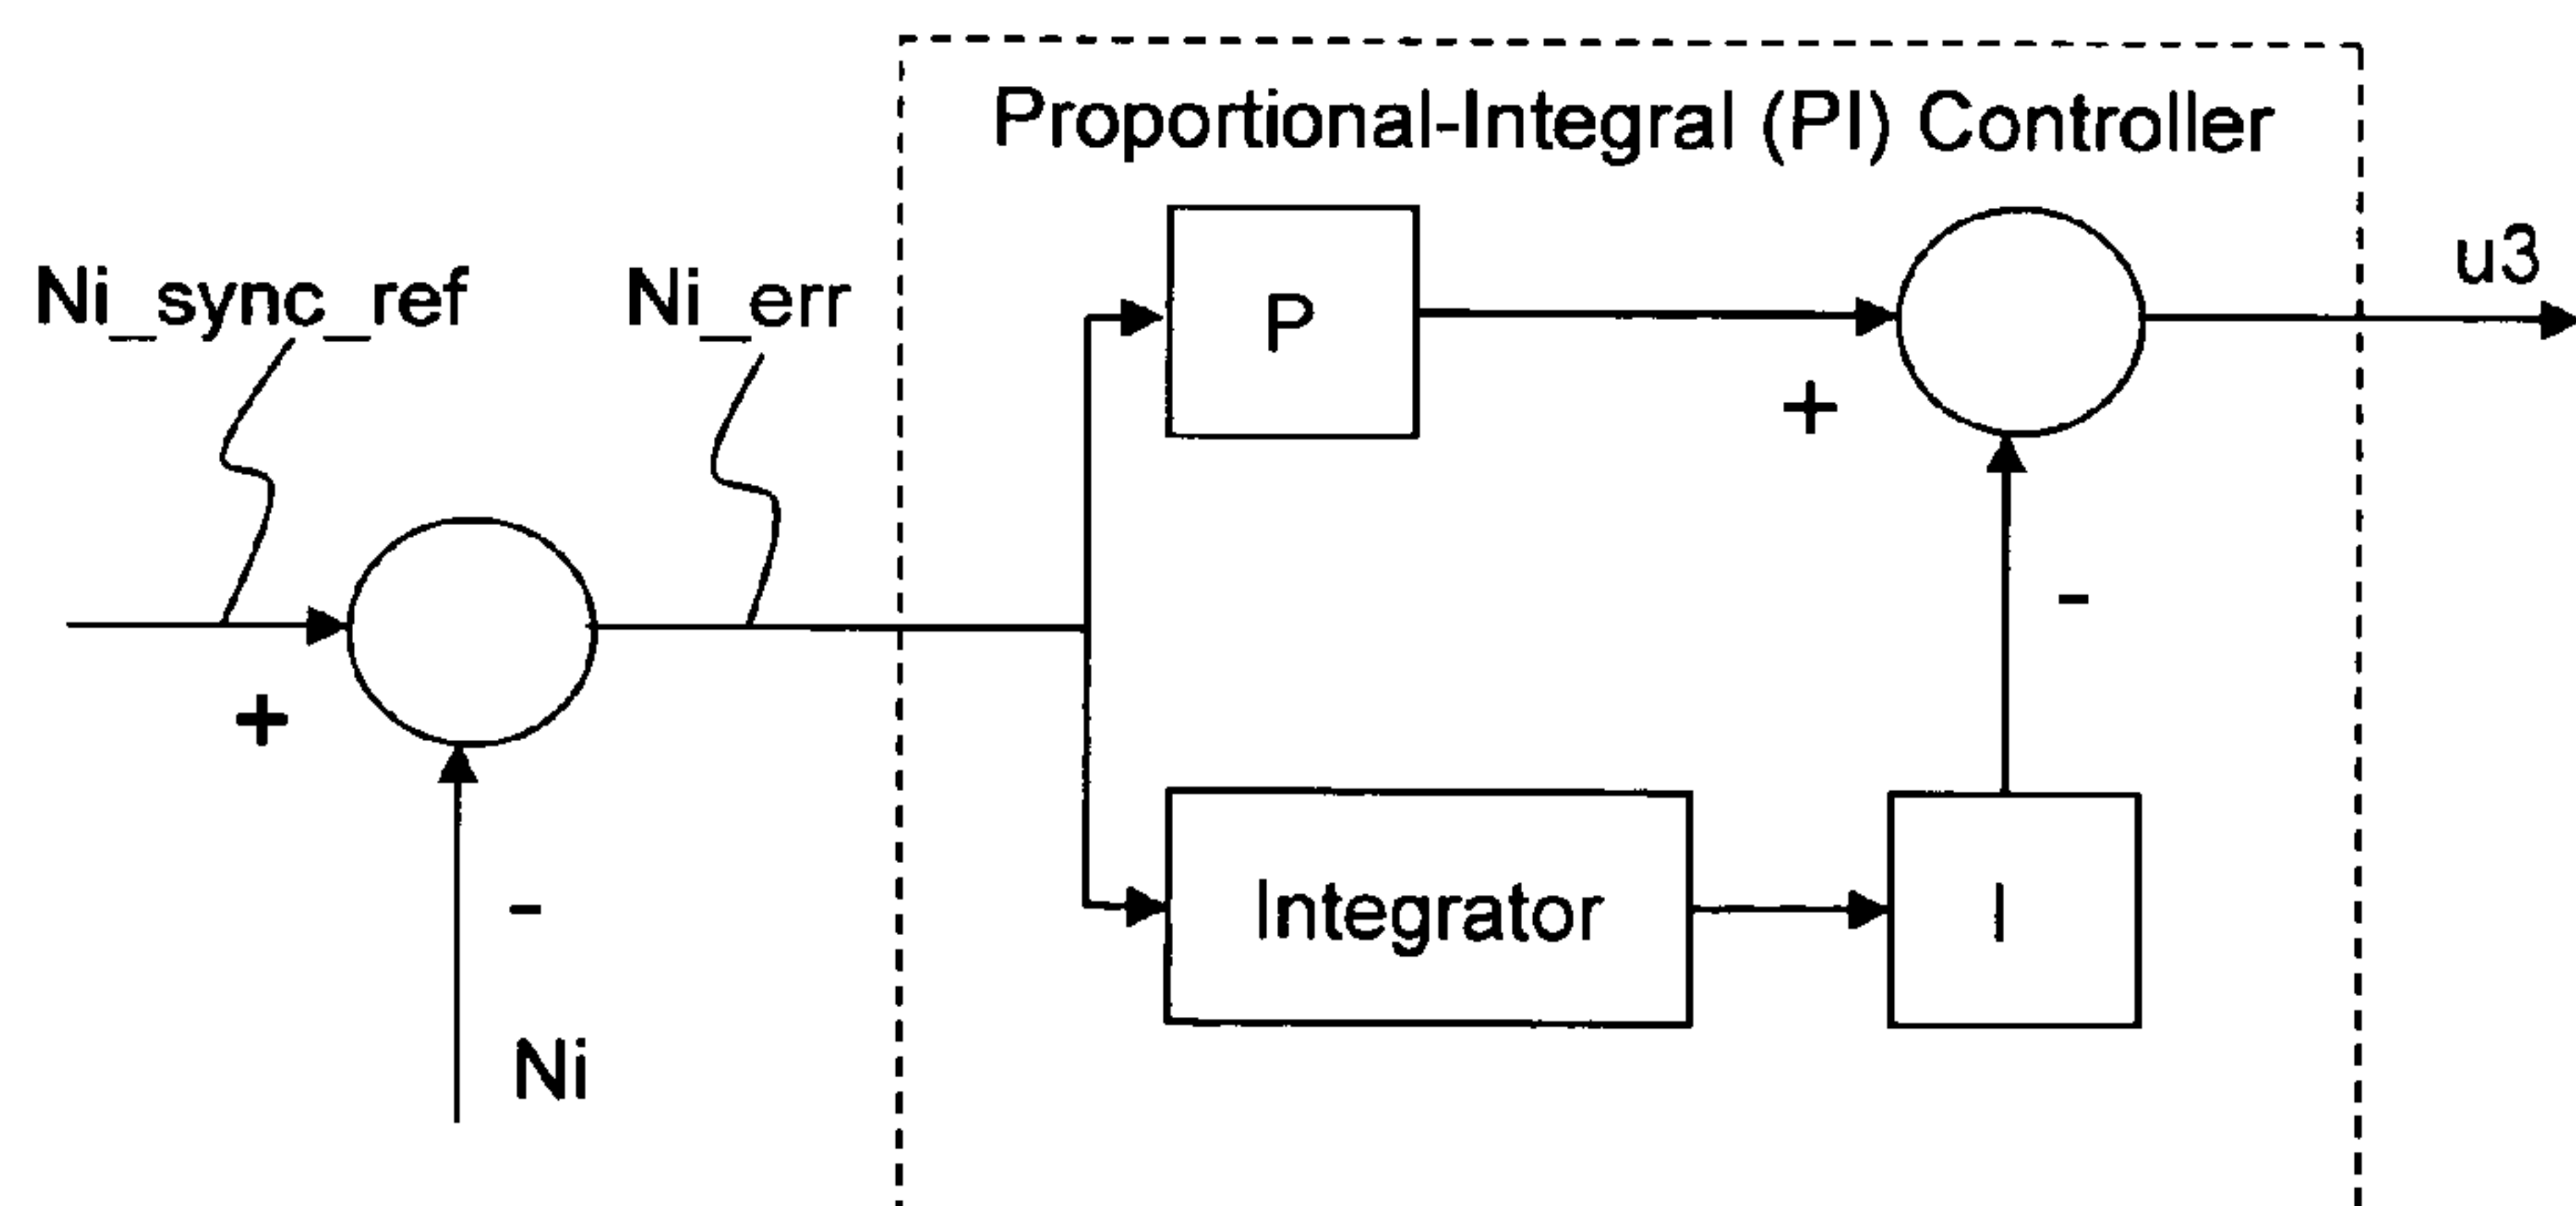 Proportional-Integral (PI) Controller
Ni_sync_ref
Ni_err
P
u3
+
-
+
-
Ni
Integrator
I